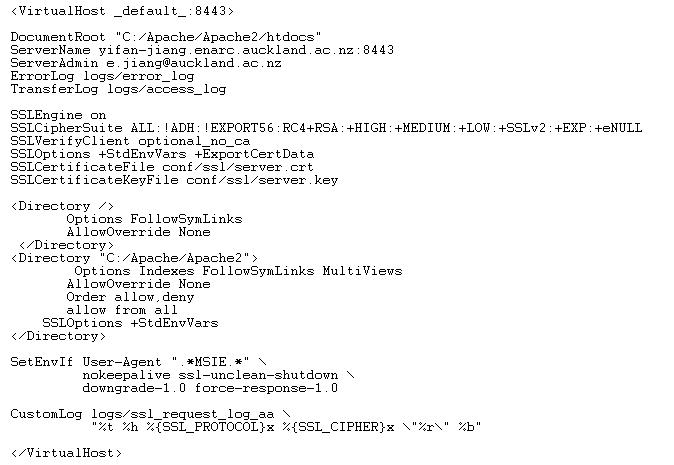 <VirtualHost _default_:8443>
DocumentRoot "C:/Apache/Apache2/htdocs"
ServerName yifan-jiang.enarc.auckland.ac.nz:8443
ServerAdmin e.jiang@auckland.ac.nz
ErrorLog logs/error_log
TransferLog logs/access_log
SSLEngine on
SSLCipherSuite ALL:!ADH:!EXPORT56:RC4+RSA:+HIGH:+MEDIUM:+LOW:+SSLv2:+EXP:+eNULL
SSLVerifyClient optional_no_ca
SSLOptions +StdEnvVars +ExportCertData
SSLCertificateFile conf/ssl/server.crt
SSLCertificateKeyFile conf/ssl/server.key
<Directory />
Options FollowSymLinks
AllowOverride None
</Directory>
<Directory "C:/Apache/Apache2">
Options Indexes FollowSymLinks MultiViews
AllowOverride None
Order allow,deny
allow from all
SSLOptions +StdEnvVars
</Directory>
SetEnvIf User-Agent ".*MSIE.*" \
nokeepalive ssl-unclean-shutdown \
downgrade-1.0 force-response-1.0
CustomLog logs/ssl_request_log_aa \
"%t %h %{SSL_PROTOCOL}x %{SSL_CIPHER}x \"%r\" %b"
</VirtualHost>